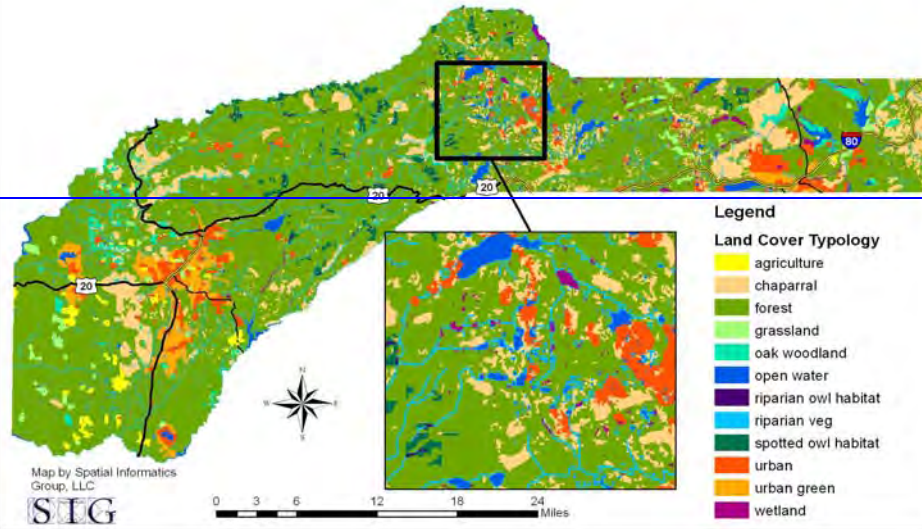 80
20
20
20
Legend
Land Cover Typology
agriculture
chaparral
forest
grassland
oak woodland
open water
riparian owl habitat
riparian veg
spotted owl habitat
urban
urban green
wetland
N
W E
S
Map by Spatial Informatics
Group, LLC
SIG
0 3 6 12 18 24
Miles